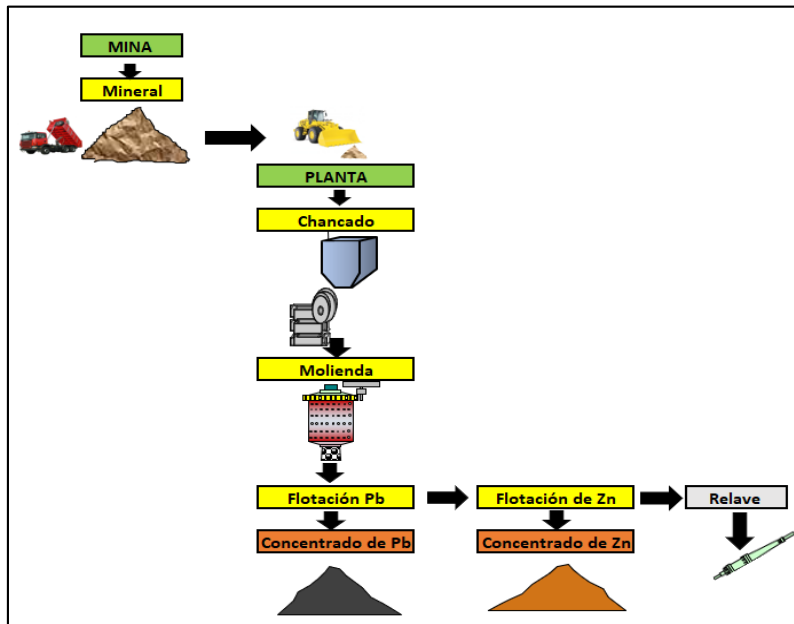 MINA
Mineral
PLANTA
Chancado
Molienda
Flotación Pb
Flotación de Zn
Relave
Concentrado de Pb
Concentrado de Zn